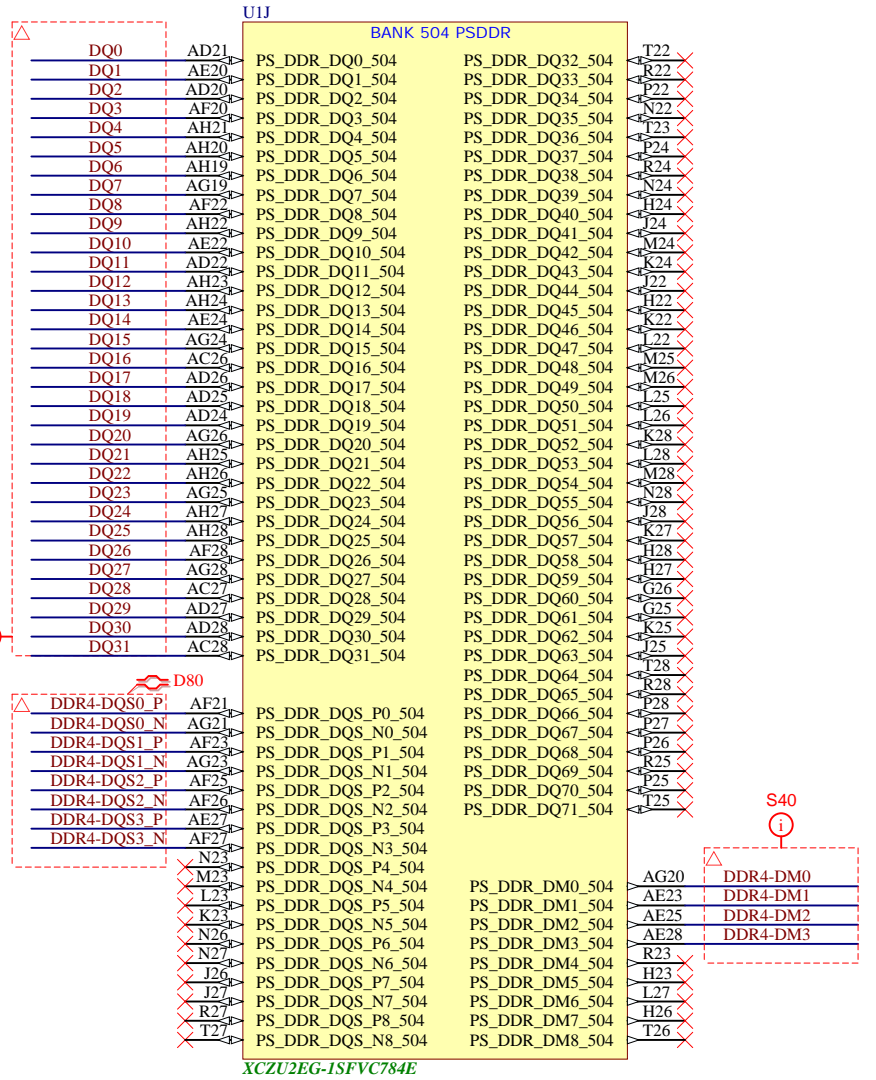 U1J
BANK 504 PSDDR
DQ0 AD21 PS_DDR_DQ0_504 PS_DDR_DQ32_504 T22
DQ1 AE20 PS_DDR_DQ1_504 PS_DDR_DQ33_504 R22
DQ2 AD20 PS_DDR_DQ2_504 PS_DDR_DQ34_504 P22
DQ3 AF20 PS_DDR_DQ3_504 PS_DDR_DQ35_504 N22
DQ4 AH21 PS_DDR_DQ4_504 PS_DDR_DQ36_504 T23
DQ5 AH20 PS_DDR_DQ5_504 PS_DDR_DQ37_504 P24
DQ6 AH19 PS_DDR_DQ6_504 PS_DDR_DQ38_504 R24
DQ7 AG19 PS_DDR_DQ7_504 PS_DDR_DQ39_504 N24
DQ8 AF22 PS_DDR_DQ8_504 PS_DDR_DQ40_504 H24
DQ9 AH22 PS_DDR_DQ9_504 PS_DDR_DQ41_504 J24
DQ10 AE22 PS_DDR_DQ10_504 PS_DDR_DQ42_504 M24
DQ11 AD22 PS_DDR_DQ11_504 PS_DDR_DQ43_504 K24
DQ12 AH23 PS_DDR_DQ12_504 PS_DDR_DQ44_504 J22
DQ13 AH24 PS_DDR_DQ13_504 PS_DDR_DQ45_504 H22
DQ14 AE24 PS_DDR_DQ14_504 PS_DDR_DQ46_504 K22
DQ15 AG24 PS_DDR_DQ15_504 PS_DDR_DQ47_504 L22
DQ16 AC26 PS_DDR_DQ16_504 PS_DDR_DQ48_504 M25
DQ17 AD26 PS_DDR_DQ17_504 PS_DDR_DQ49_504 M26
DQ18 AD25 PS_DDR_DQ18_504 PS_DDR_DQ50_504 L25
DQ19 AD24 PS_DDR_DQ19_504 PS_DDR_DQ51_504 L26
DQ20 AG26 PS_DDR_DQ20_504 PS_DDR_DQ52_504 K28
DQ21 AH25 PS_DDR_DQ21_504 PS_DDR_DQ53_504 L28
DQ22 AH26 PS_DDR_DQ22_504 PS_DDR_DQ54_504 M28
DQ23 AG25 PS_DDR_DQ23_504 PS_DDR_DQ55_504 N28
DQ24 AH27 PS_DDR_DQ24_504 PS_DDR_DQ56_504 J28
DQ25 AH28 PS_DDR_DQ25_504 PS_DDR_DQ57_504 K27
DQ26 AF28 PS_DDR_DQ26_504 PS_DDR_DQ58_504 H28
DQ27 AG28 PS_DDR_DQ27_504 PS_DDR_DQ59_504 H27
DQ28 AC27 PS_DDR_DQ28_504 PS_DDR_DQ60_504 G26
DQ29 AD27 PS_DDR_DQ29_504 PS_DDR_DQ61_504 G25
DQ30 AD28 PS_DDR_DQ30_504 PS_DDR_DQ62_504 K25
DQ31 AC28 PS_DDR_DQ31_504 PS_DDR_DQ63_504 J25
PS_DDR_DQ64_504 T28
D80 PS_DDR_DQ65_504 R28
DDR4-DQS0_P AF21 PS_DDR_DQS_P0_504 PS_DDR_DQ66_504 P28
DDR4-DQS0_N AG21 PS_DDR_DQS_N0_504 PS_DDR_DQ67_504 P27
DDR4-DQS1_P AF23 PS_DDR_DQS_P1_504 PS_DDR_DQ68_504 P26
DDR4-DQS1_N AG23 PS_DDR_DQS_N1_504 PS_DDR_DQ69_504 R25
DDR4-DQS2_P AF25 PS_DDR_DQS_P2_504 PS_DDR_DQ70_504 P25
DDR4-DQS2_N AF26 PS_DDR_DQS_N2_504 PS_DDR_DQ71_504 T25
S40
i
DDR4-DQS3_P AE27 PS_DDR_DQS_P3_504
DDR4-DQS3_N AF27 PS_DDR_DQS_N3_504
N23 PS_DDR_DQS_P4_504
M23 PS_DDR_DQS_N4_504 PS_DDR_DM0_504 AG20 DDR4-DM0
L23 PS_DDR_DQS_P5_504 PS_DDR_DM1_504 AE23 DDR4-DM1
K23 PS_DDR_DQS_N5_504 PS_DDR_DM2_504 AE25 DDR4-DM2
N26 PS_DDR_DQS_P6_504 PS_DDR_DM3_504 AE28 DDR4-DM3
N27 PS_DDR_DQS_N6_504 PS_DDR_DM4_504 R23
J26 PS_DDR_DQS_P7_504 PS_DDR_DM5_504 H23
J27 PS_DDR_DQS_N7_504 PS_DDR_DM6_504 L27
R27 PS_DDR_DQS_P8_504 PS_DDR_DM7_504 H26
T27 PS_DDR_DQS_N8_504 PS_DDR_DM8_504 T26
XCZU2EG-1SFVC784E